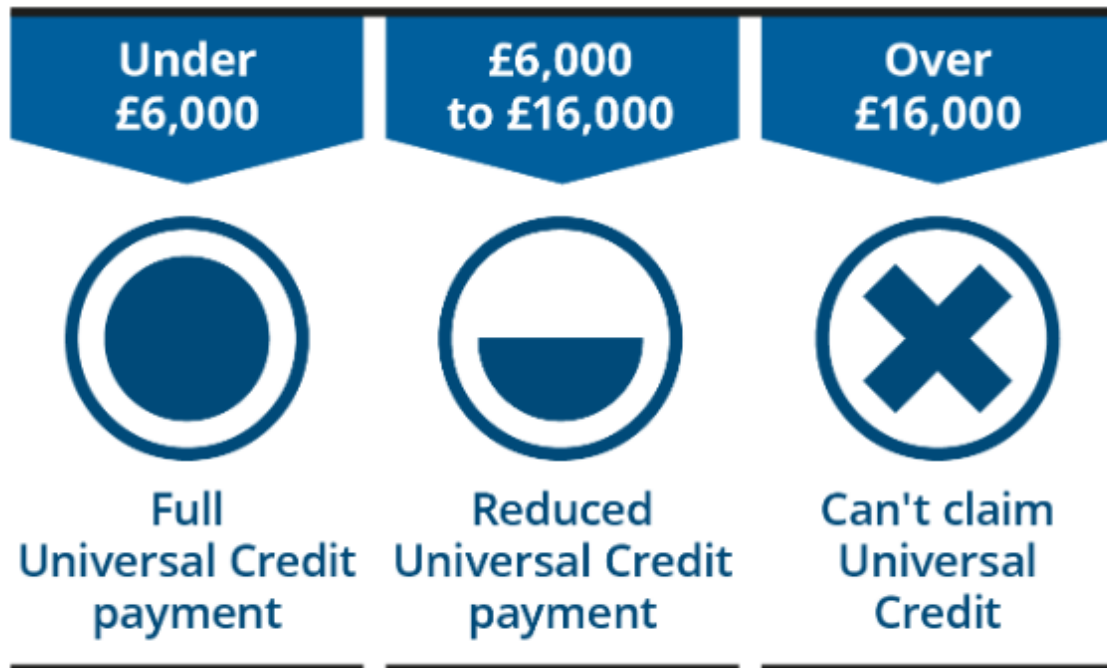 Under
£6,000
£6,000
to £16,000
Over
£16,000
Full
Universal Credit
payment
Reduced
Universal Credit
payment
Can't claim
Universal
Credit